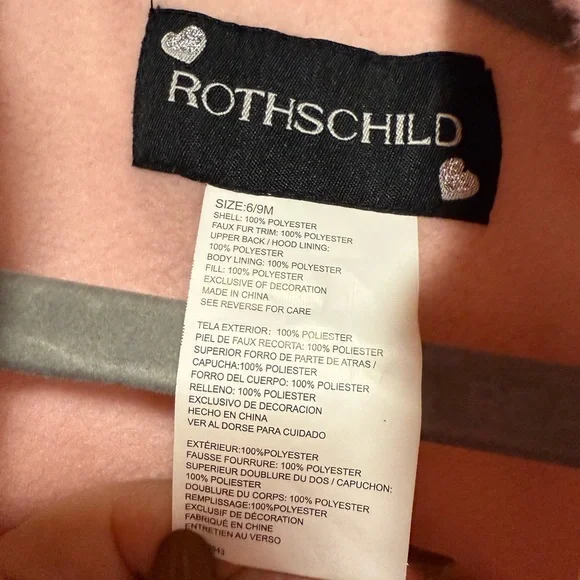 ROTHSCHILD
SIZE:6/9M
SHELL: 100% POLYESTER
FAUX FUR TRIM: 100% POLYESTER
UPPER BACK / HOOD LINING:
100% POLYESTER
BODY LINING: 100% POLYESTER
FILL: 100% POLYESTER
EXCLUSIVE OF DECORATION
MADE IN CHINA
SEE REVERSE FOR CARE
TELA EXTERIOR: 100% POLIESTER
PIEL DE FAUX RECORTA: 100% POLIESTER
SUPERIOR FORRO DE PARTE DE ATRAS /
CAPUCHA:100% POLIESTER
FORRO DEL CUERPO: 100% POLIESTER
RELLENO: 100% POLIESTER
EXCLUSIVO DE DECORACION
HECHO EN CHINA
VER AL DORSE PARA CUIDADO
EXTÉRIEUR:100%POLYESTER
FAUSSE FOURRURE: 100% POLYESTER
SUPERIEUR DOUBLURE DU DOS / CAPUCHON:
100% POLIESTER
DOUBLURE DU CORPS: 100% POLYESTER
REMPLISSAGE:100%POLYESTER
EXCLUSIF DE DÉCORATION
FABRIQUÉ EN CHINE
ENTRETIEN AU VERSO